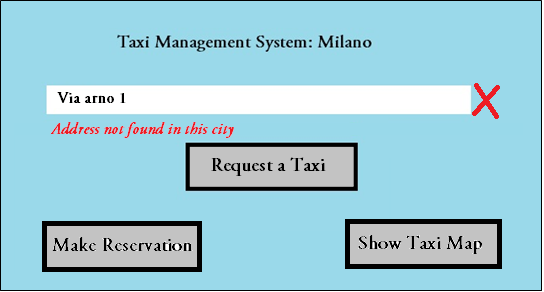 Taxi Management System: Milano
Via arno 1
Address not found in this city
Request a Taxi
Make Reservation
Show Taxi Map